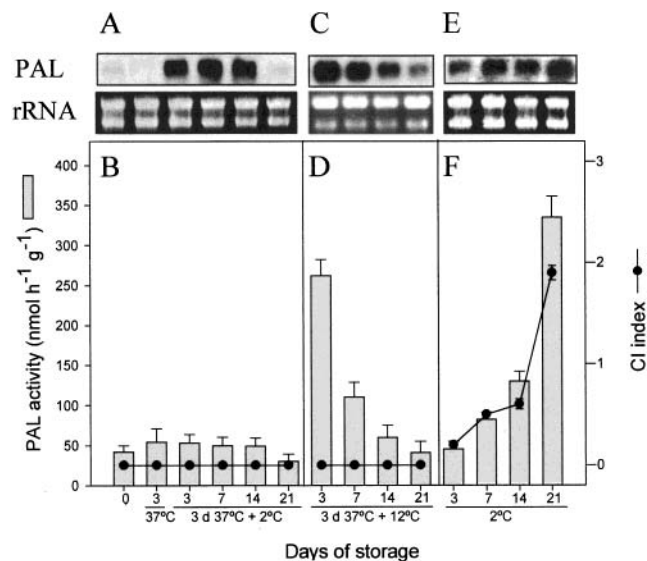 A C E
PAL
rRNA
B D F
400
350
300
250
200
150
100
50
0
PAL activity (nmol h⁻¹ g⁻¹)
3
2
1
0
CI index
0 3 3 7 14 21 3 7 14 21 3 7 14 21
37ºC 3 d 37ºC + 2ºC 3 d 37ºC + 12ºC 2ºC
Days of storage